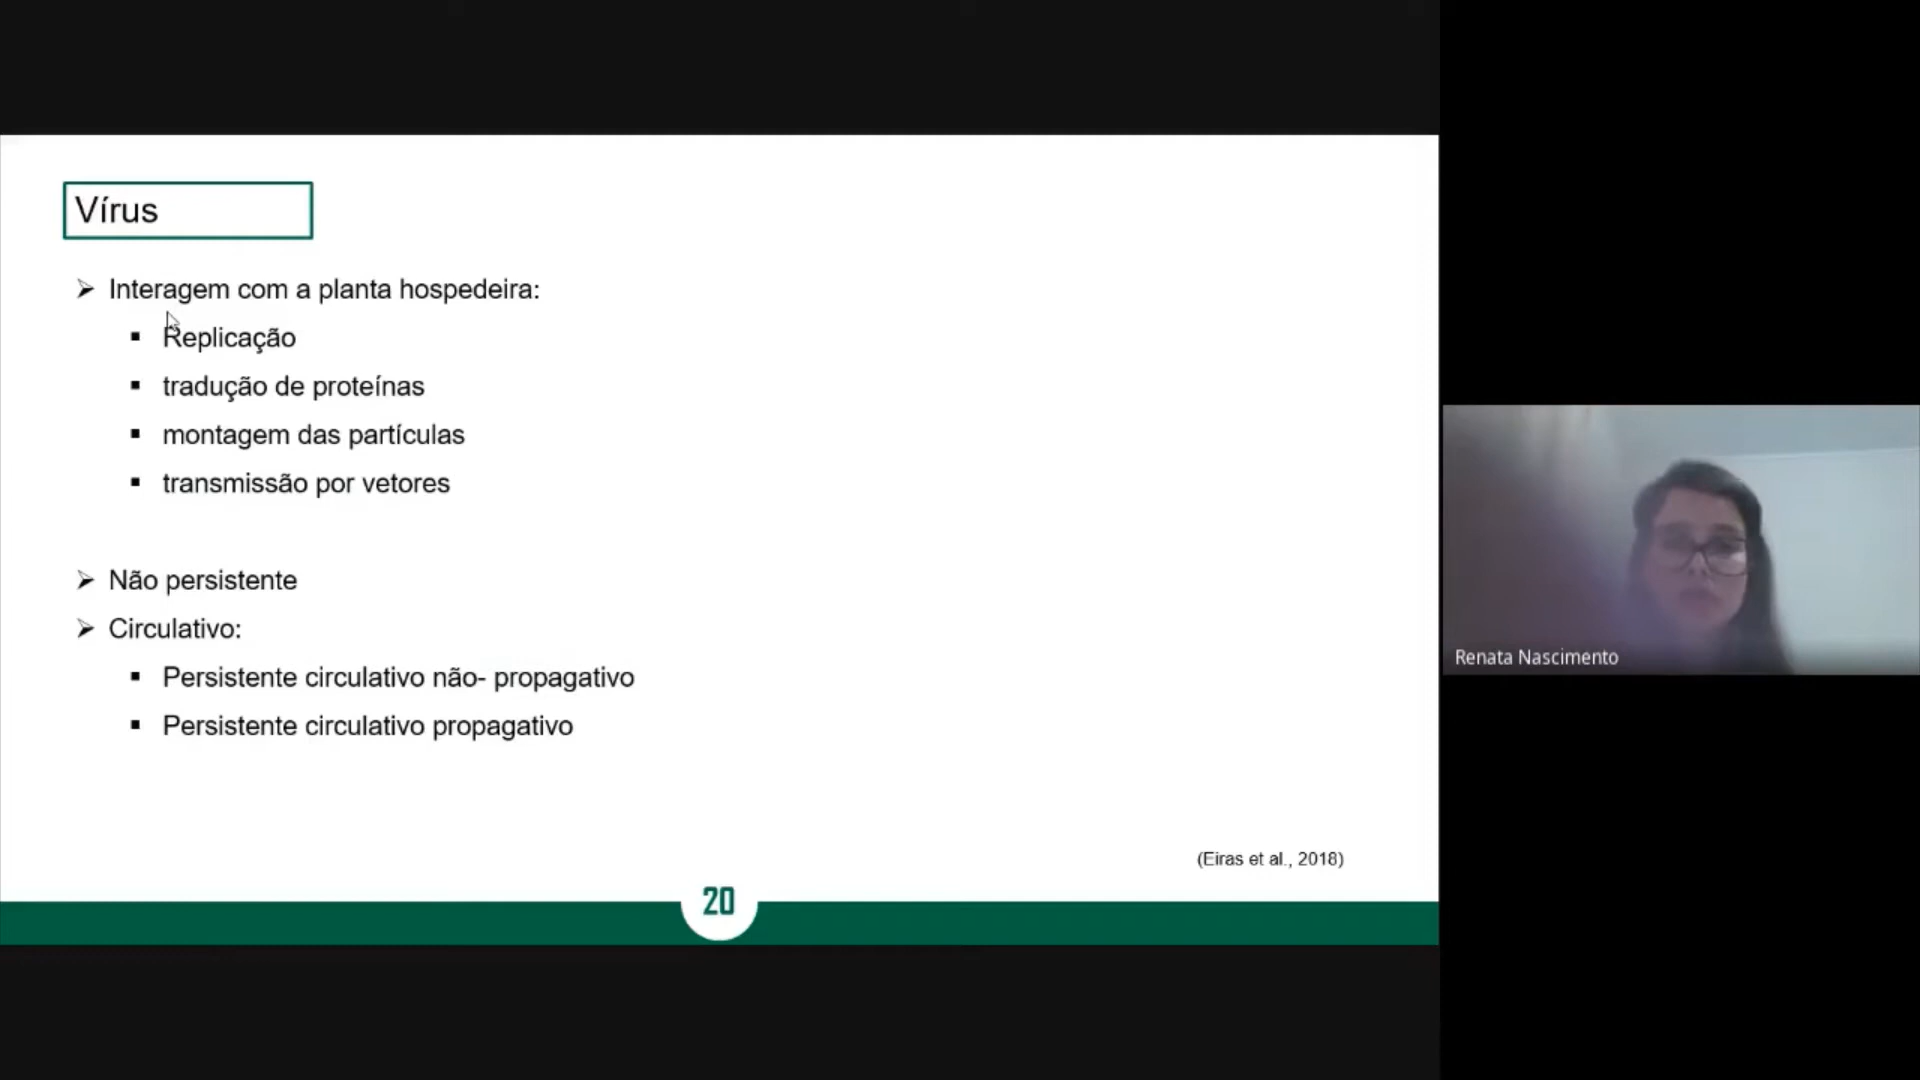 Vírus
Interagem com a planta hospedeira:
Replicação
tradução de proteínas
montagem das partículas
transmissão por vetores
Não persistente
Circulativo:
Persistente circulativo não- propagativo
Persistente circulativo propagativo
(Eiras et al., 2018)
20
Renata Nascimento